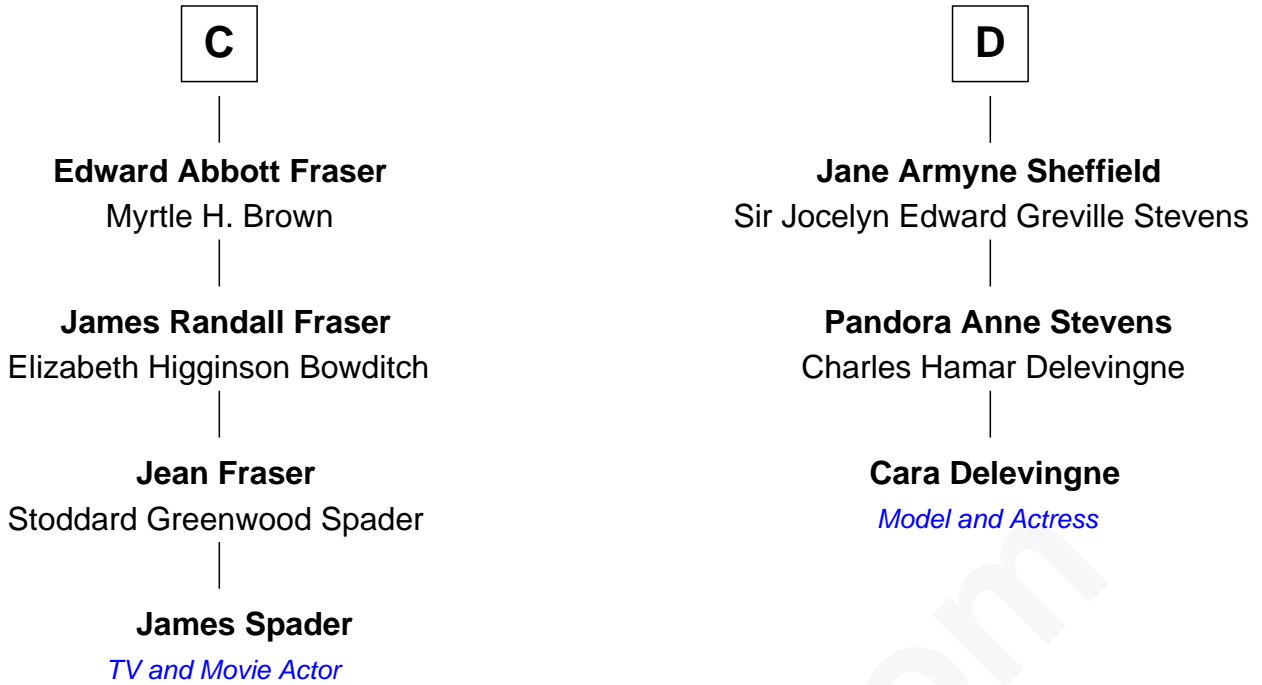 C
Edward Abbott Fraser
Myrtle H. Brown
James Randall Fraser
Elizabeth Higginson Bowditch
Jean Fraser
Stoddard Greenwood Spader
James Spader
TV and Movie Actor
D
Jane Armyne Sheffield
Sir Jocelyn Edward Greville Stevens
Pandora Anne Stevens
Charles Hamar Delevingne
Cara Delevingne
Model and Actress